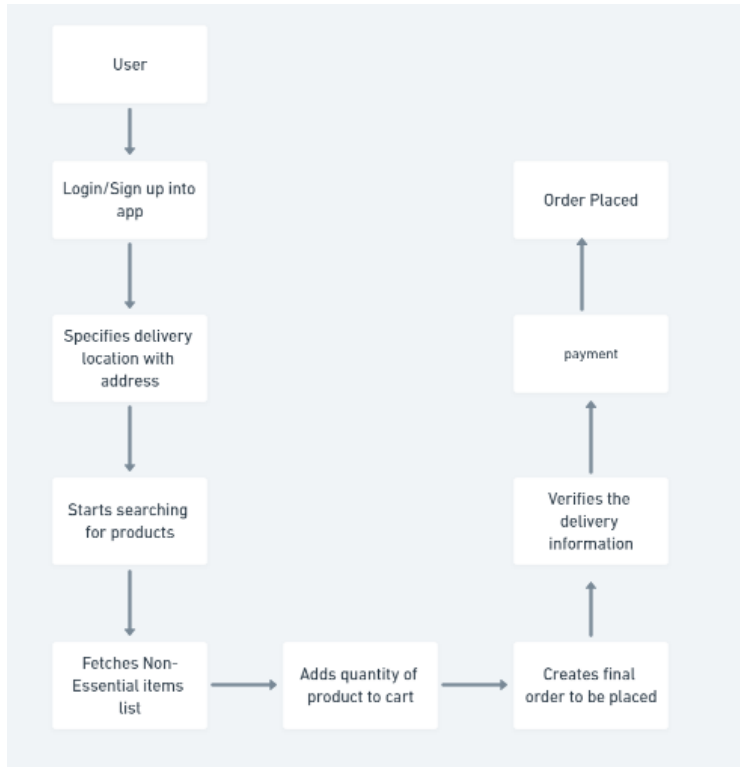 User
Login/Sign up into
app
Specifies delivery
location with
address
Starts searching
for products
Fetches Non-
Essential items
list
Adds quantity of
product to cart
Creates final
order to be placed
Verifies the
delivery
information
payment
Order Placed